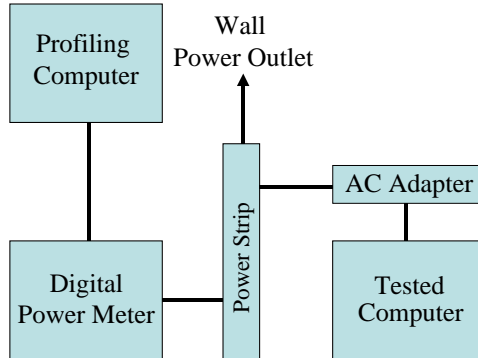 Profiling
Computer
Wall
Power Outlet
AC Adapter
Power Strip
Digital
Power Meter
Tested
Computer